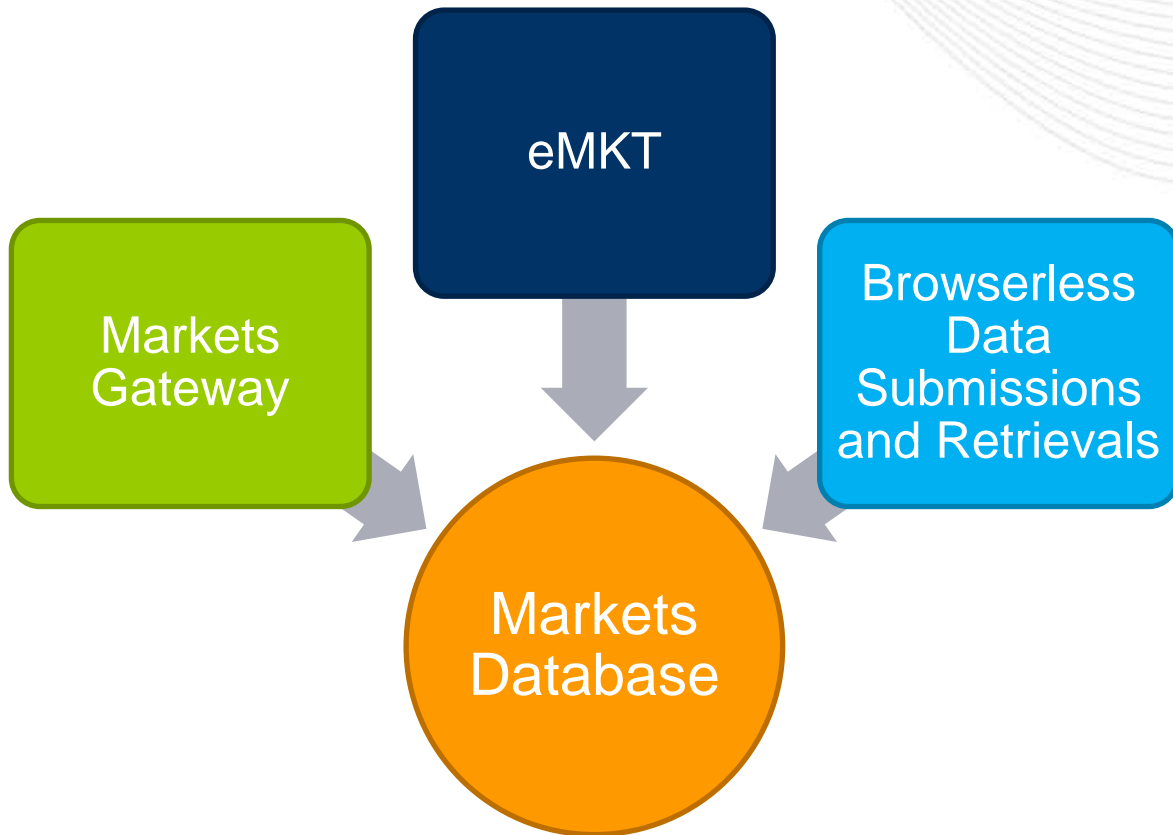 eMKT
Markets
Gateway
Browserless
Data
Submissions
and Retrievals
Markets
Database